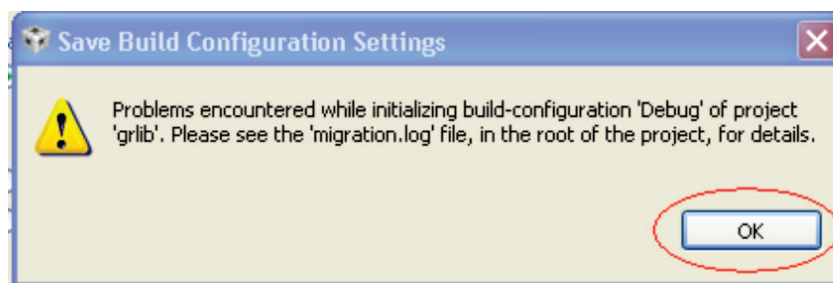 Save Build Configuration Settings
Problems encountered while initializing build-configuration 'Debug' of project
'grlib'. Please see the 'migration.log' file, in the root of the project, for details.
OK